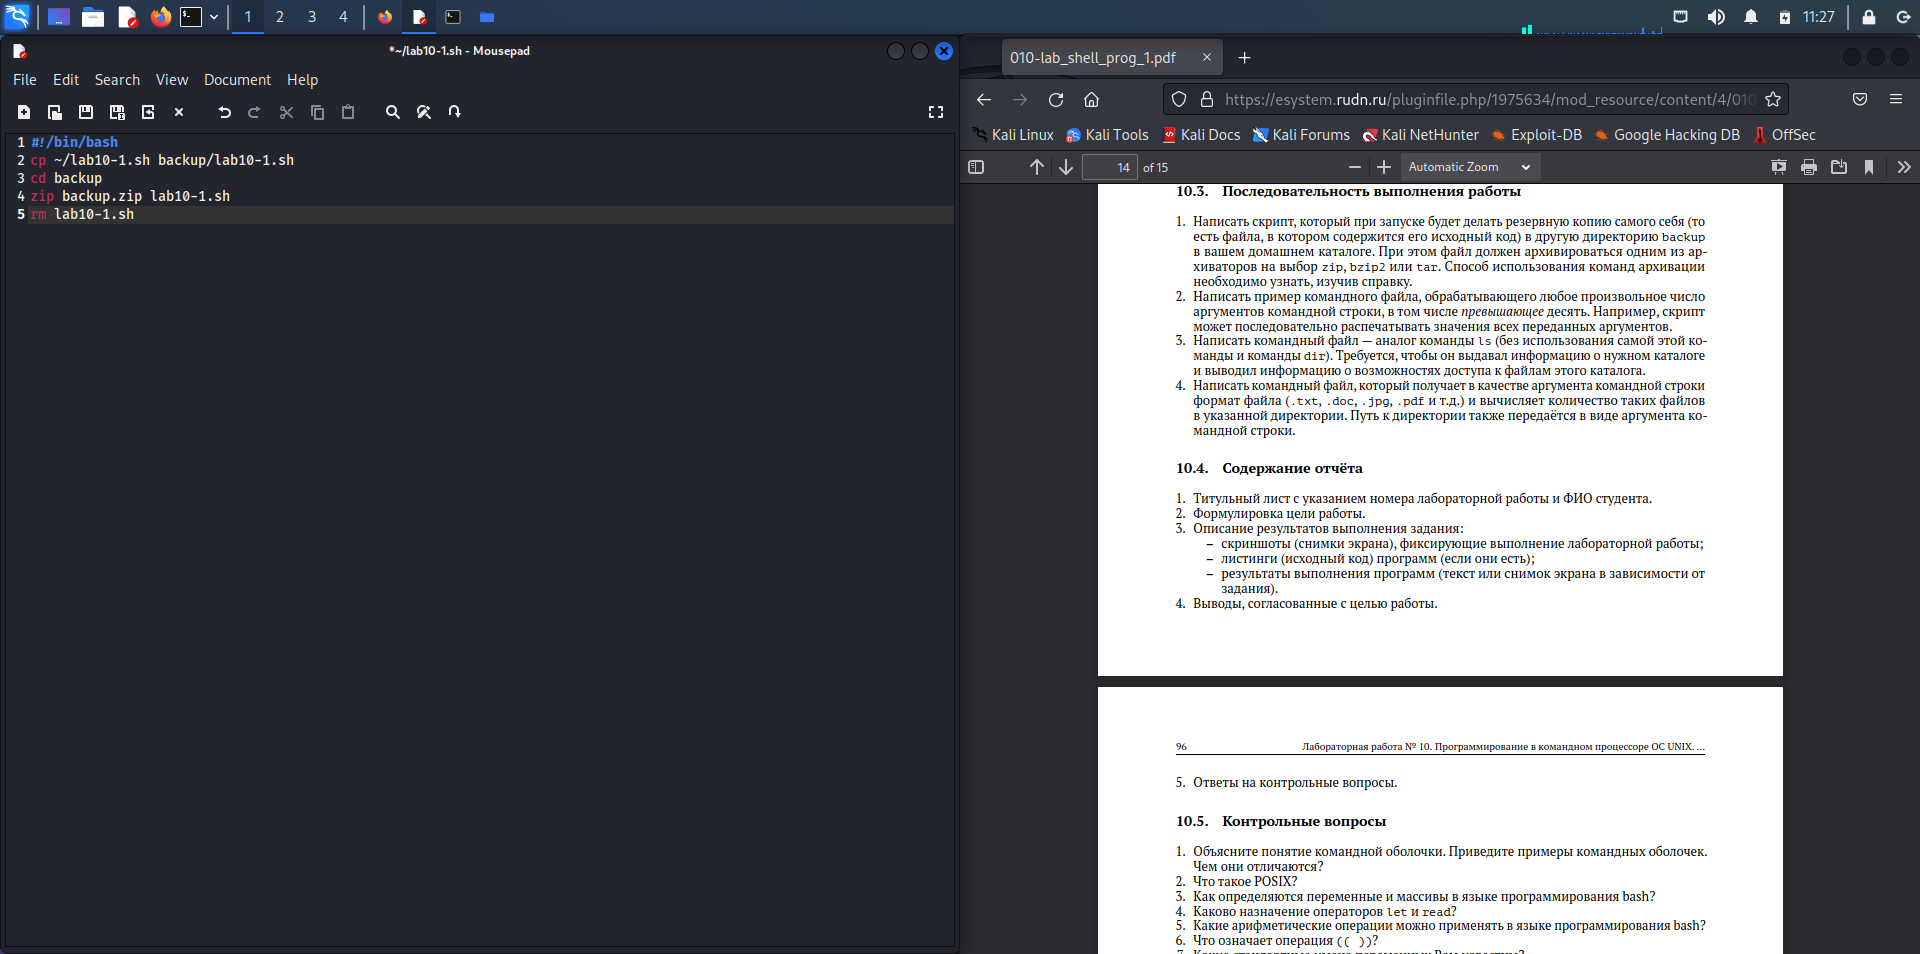 1
2
3
4
11:27
*~/lab10-1.sh - Mousepad
File Edit Search View Document Help
1 #!/bin/bash
2 cp ~/lab10-1.sh backup/lab10-1.sh
3 cd backup
4 zip backup.zip lab10-1.sh
5 rm lab10-1.sh
010-lab_shell_prog_1.pdf
https://esystem.rudn.ru/pluginfile.php/1975634/mod_resource/content/4/010
Kali Linux Kali Tools Kali Docs Kali Forums Kali NetHunter Exploit-DB Google Hacking DB OffSec
14 of 15 Automatic Zoom
10.3. Последовательность выполнения работы
1. Написать скрипт, который при запуске будет делать резервную копию самого себя (то
есть файла, в котором содержится его исходный код) в другую директорию backup
в вашем домашнем каталоге. При этом файл должен архивироваться одним из ар-
хиваторов на выбор zip, bzip2 или tar. Способ использования команд архивации
необходимо узнать, изучив справку.
2. Написать пример командного файла, обрабатывающего любое произвольное число
аргументов командной строки, в том числе превышающее десять. Например, скрипт
может последовательно распечатывать значения всех переданных аргументов.
3. Написать командный файл — аналог команды ls (без использования самой этой ко-
манды и команды dir). Требуется, чтобы он выдавал информацию о нужном каталоге
и выводил информацию о возможностях доступа к файлам этого каталога.
4. Написать командный файл, который получает в качестве аргумента командной строки
формат файла (.txt, .doc, .jpg, .pdf и т.д.) и вычисляет количество таких файлов
в указанной директории. Путь к директории также передаётся в виде аргумента ко-
мандной строки.
10.4. Содержание отчёта
1. Титульный лист с указанием номера лабораторной работы и ФИО студента.
2. Формулировка цели работы.
3. Описание результатов выполнения задания:
– скриншоты (снимки экрана), фиксирующие выполнение лабораторной работы;
– листинги (исходный код) программ (если они есть);
– результаты выполнения программ (текст или снимок экрана в зависимости от
задания).
4. Выводы, согласованные с целью работы.
96 Лабораторная работа № 10. Программирование в командном процессоре ОС UNIX. ...
5. Ответы на контрольные вопросы.
10.5. Контрольные вопросы
1. Объясните понятие командной оболочки. Приведите примеры командных оболочек.
Чем они отличаются?
2. Что такое POSIX?
3. Как определяются переменные и массивы в языке программирования bash?
4. Каково назначение операторов let и read?
5. Какие арифметические операции можно применять в языке программирования bash?
6. Что означает операция (( ))?